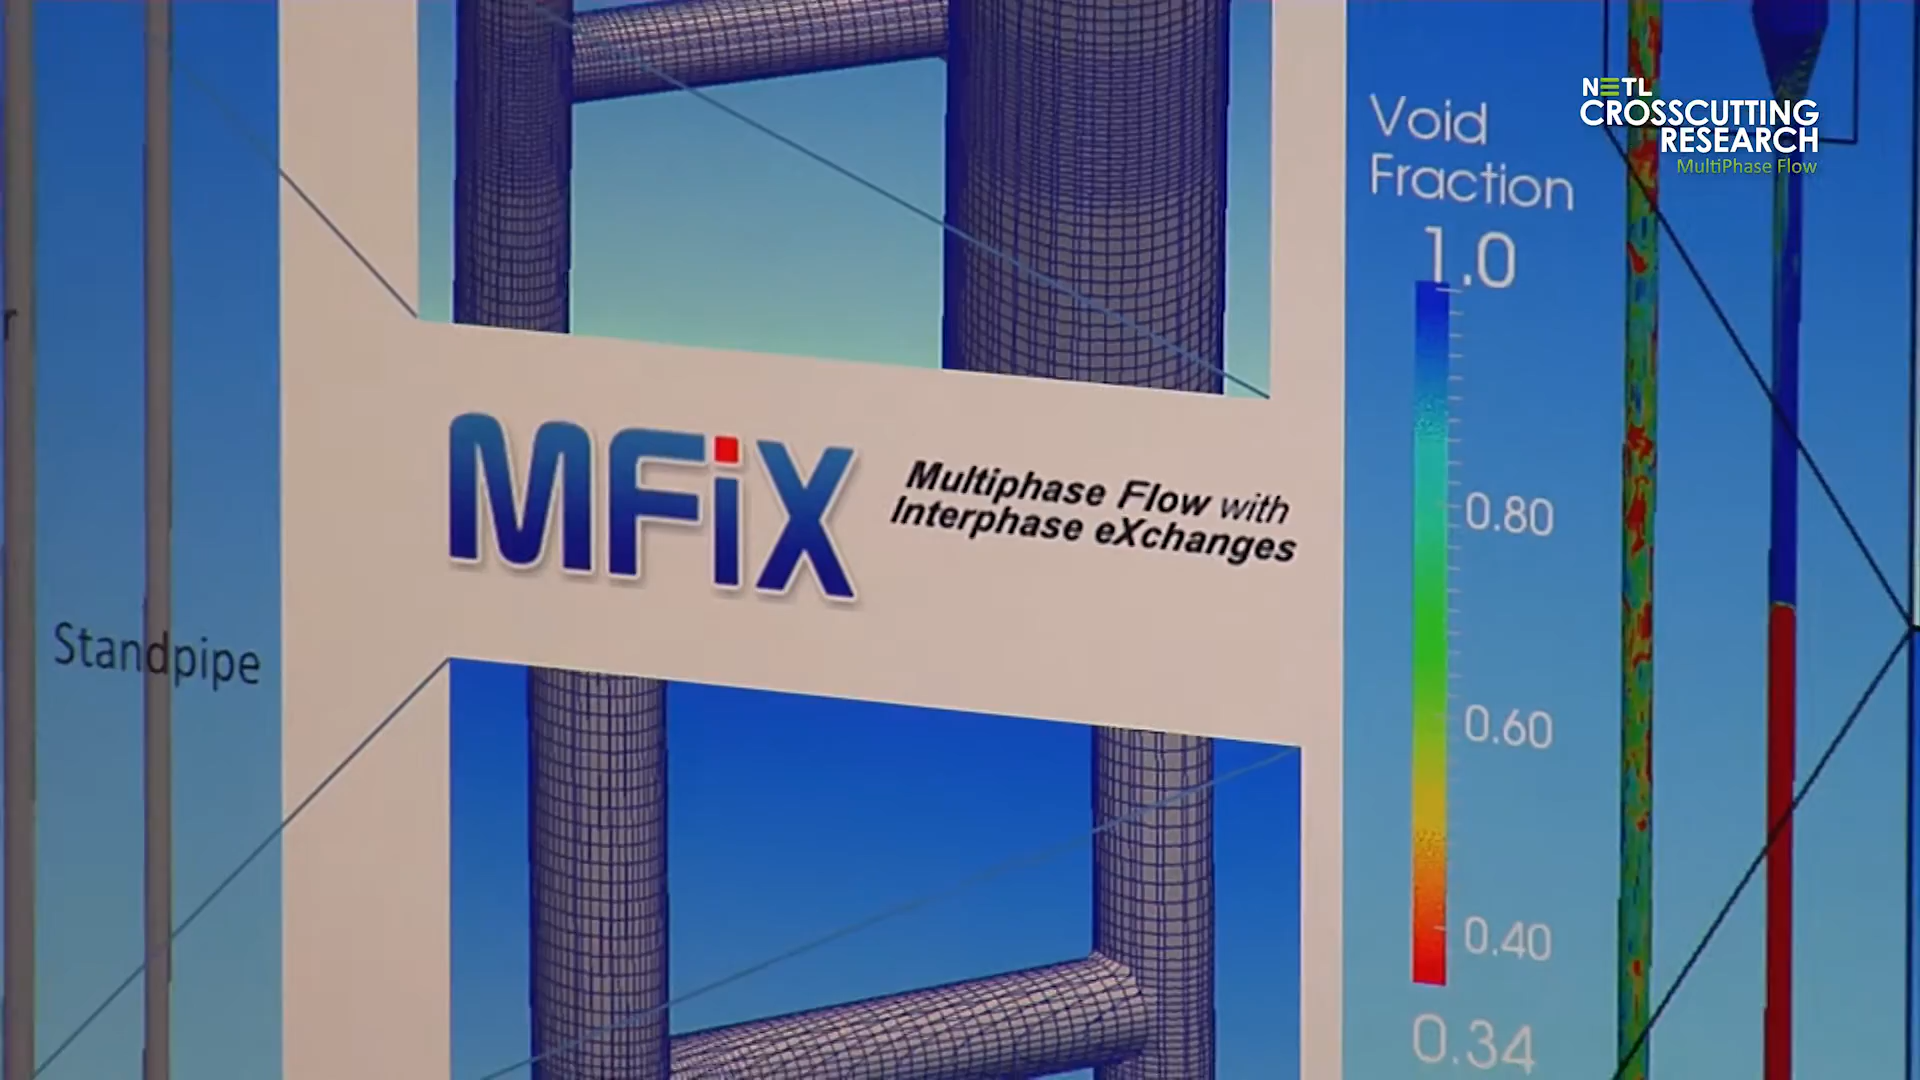 NETL
CROSSCUTTING
RESEARCH
MultiPhase Flow
Void
Fraction
1.0
0.80
0.60
0.40
0.34
MFiX
Multiphase Flow with
Interphase eXchanges
Standpipe
r